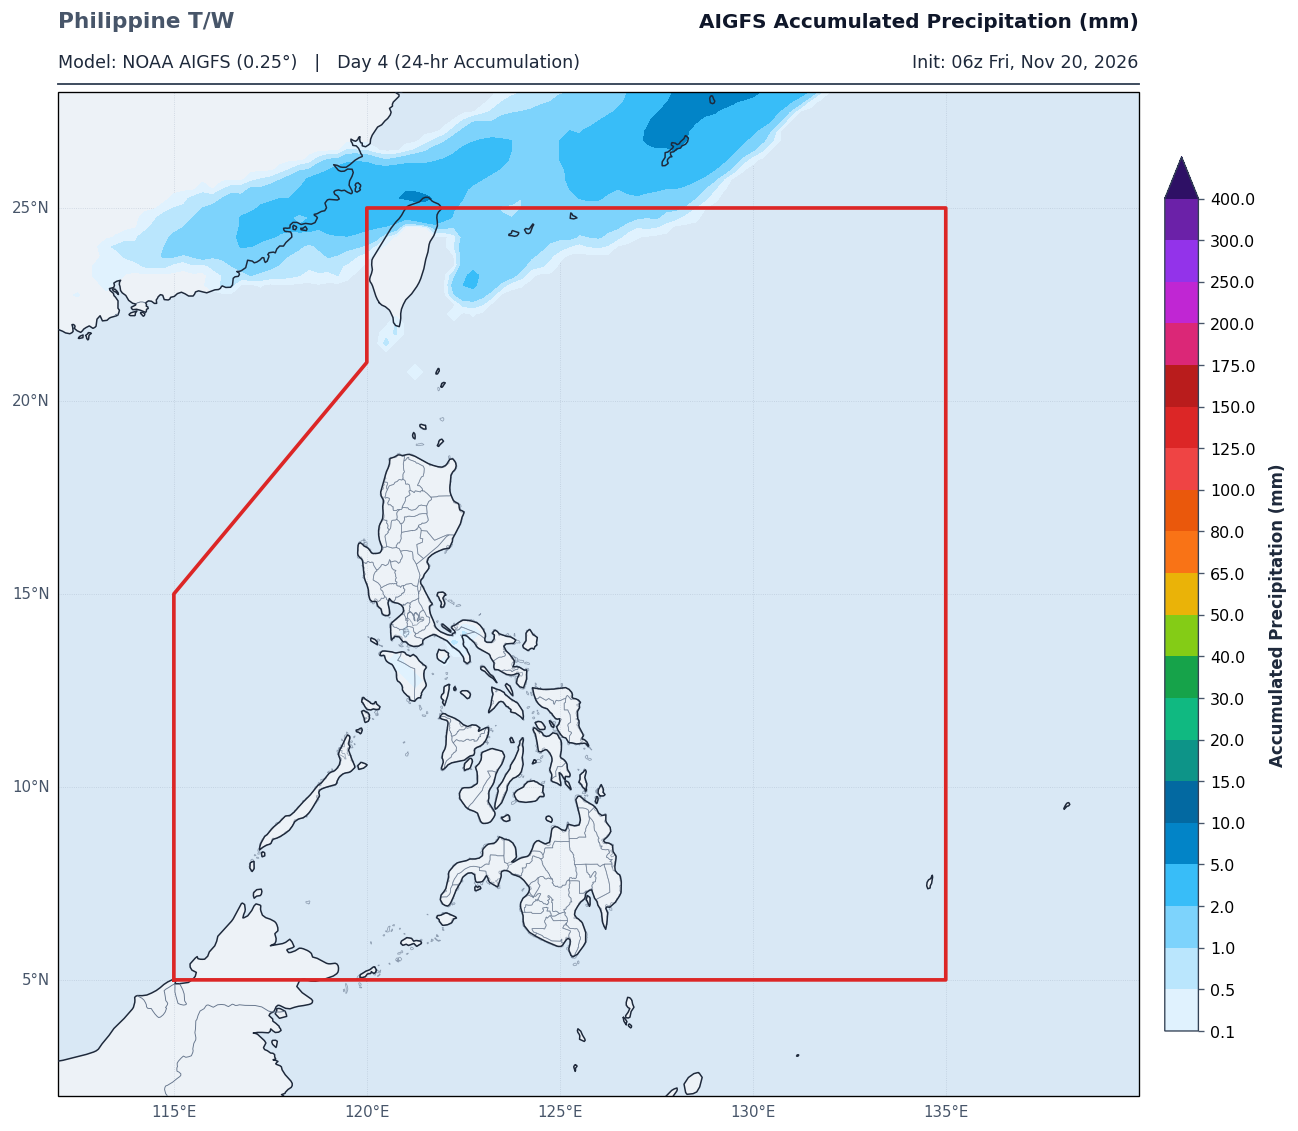 Philippine T/W
AIGFS Accumulated Precipitation (mm)
Model: NOAA AIGFS (0.25°)   |   Day 4 (24-hr Accumulation)
Init: 06z Fri, Nov 20, 2026
25°N
20°N
15°N
10°N
5°N
115°E
120°E
125°E
130°E
135°E
400.0
300.0
250.0
200.0
175.0
150.0
125.0
100.0
80.0
65.0
50.0
40.0
30.0
20.0
15.0
10.0
5.0
2.0
1.0
0.5
0.1
Accumulated Precipitation (mm)